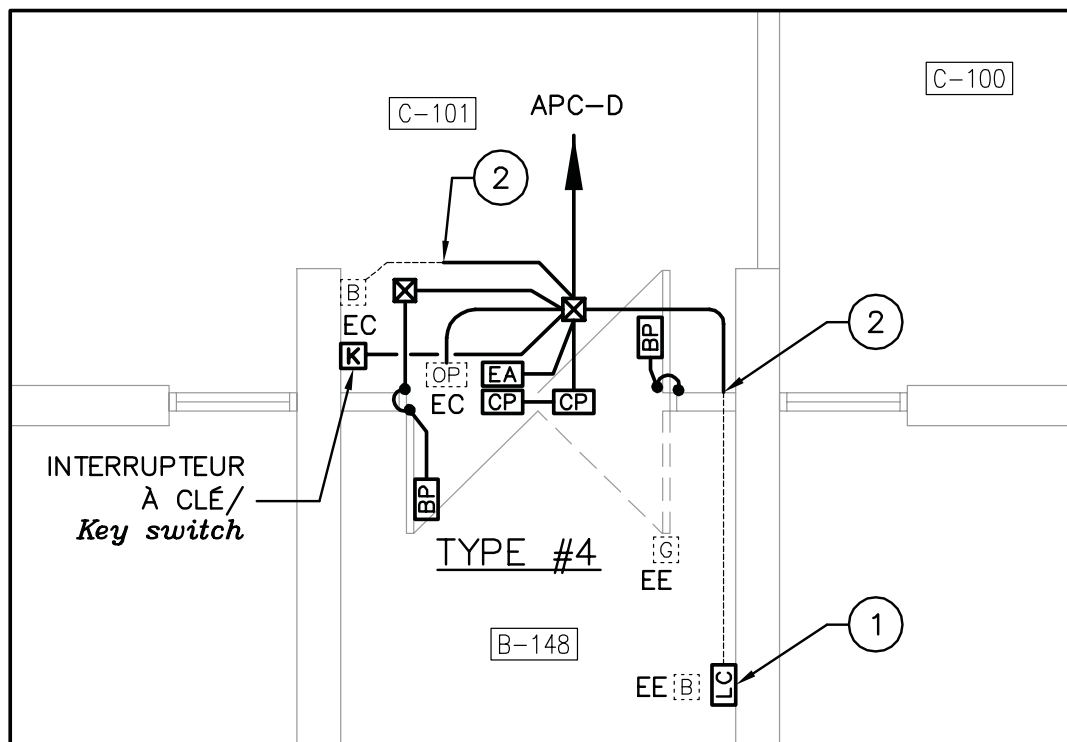 C-100
C-101
APC-D
2
B
EC
K
OP
EC
EA
CP
CP
BP
2
INTERRUPTEUR
À CLÉ/
Key switch
BP
TYPE #4
G
EE
B-148
1
EE
B
LC